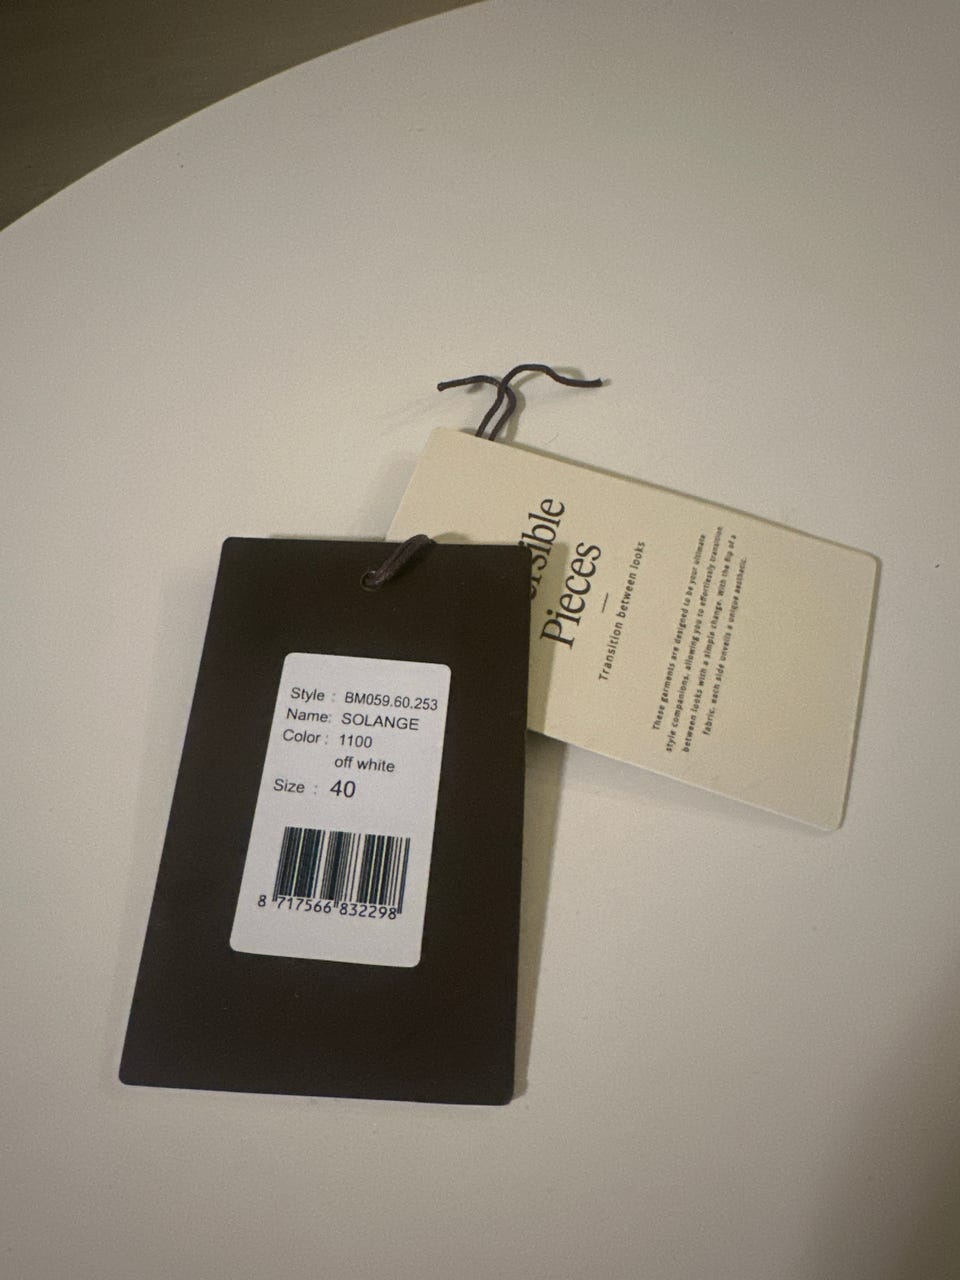 Style : BM059.60.253
Name: SOLANGE
Color : 1100
off white
Size : 40
8 717566 832298
Pieces
Transition between looks
These garments are designed to be your ultimate
style companions, allowing you to effortlessly transition
between looks with a simple change. With the flip of a
fabric, each side unveils a unique aesthetic.